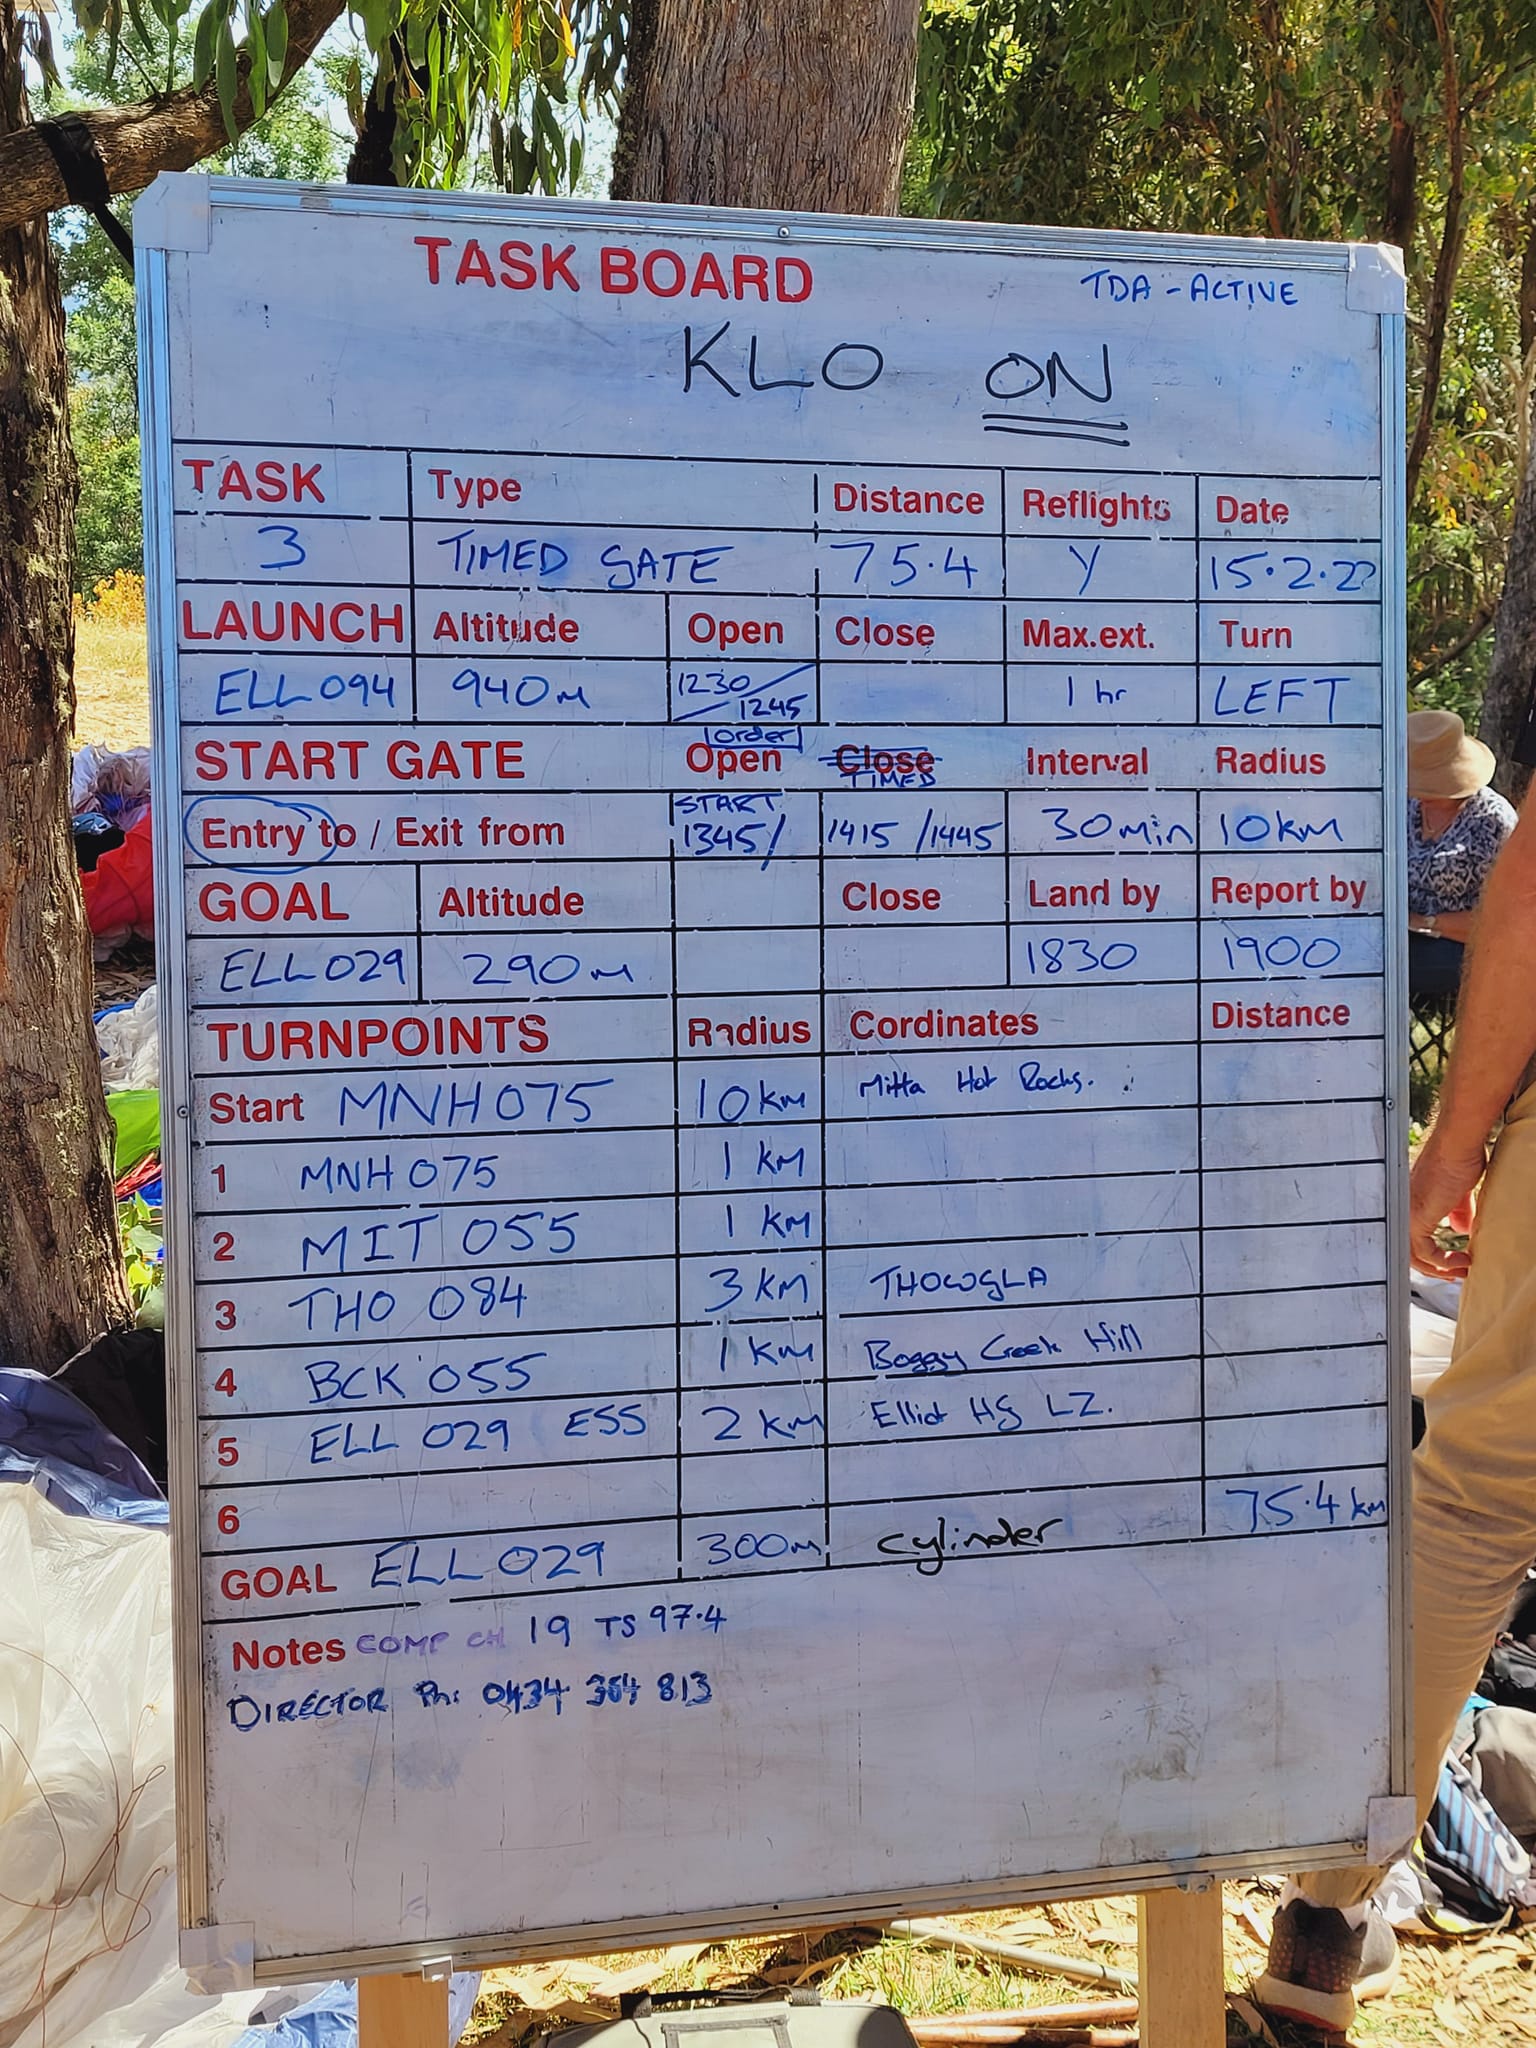 TASK BOARD
TDA - ACTIVE
KLO ON
TASK Type Distance Reflights Date
3 TIMED GATE 75.4 Y 15.2.22
LAUNCH Altitude Open Close Max.ext. Turn
ELL094 940m 1230/1245 1 hr LEFT
(order)
START GATE Open Close Interval Radius
TIMED
Entry to / Exit from START 1345/ 1415 /1445 30min 10km
GOAL Altitude Close Land by Report by
ELL029 290m 1830 1900
TURNPOINTS Radius Cordinates Distance
Start MNH075 10km Mitta Hot Rocks.
1 MNH075 1 km
2 MIT 055 1 km
3 THO 084 3 km THOWGLA
4 BCK 055 1 km Boggy Creek Hill
5 ELL 029 ESS 2 km Elliot HG LZ.
6 75.4 km
GOAL ELL029 300m cylinder
Notes COMP CH 19 TS 97.4
DIRECTOR Ph: 0434 364 813